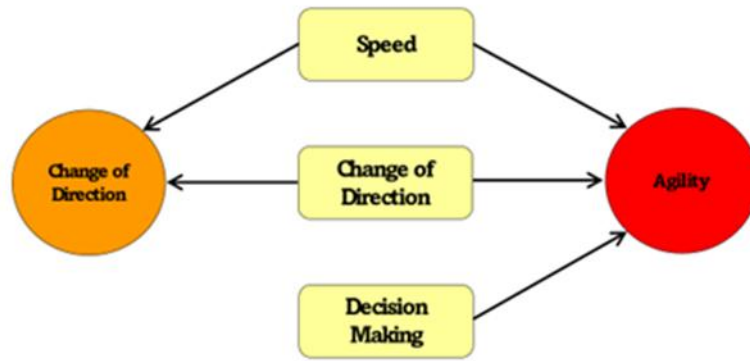 Speed
Change of
Direction
Change of
Direction
Agility
Decision
Making